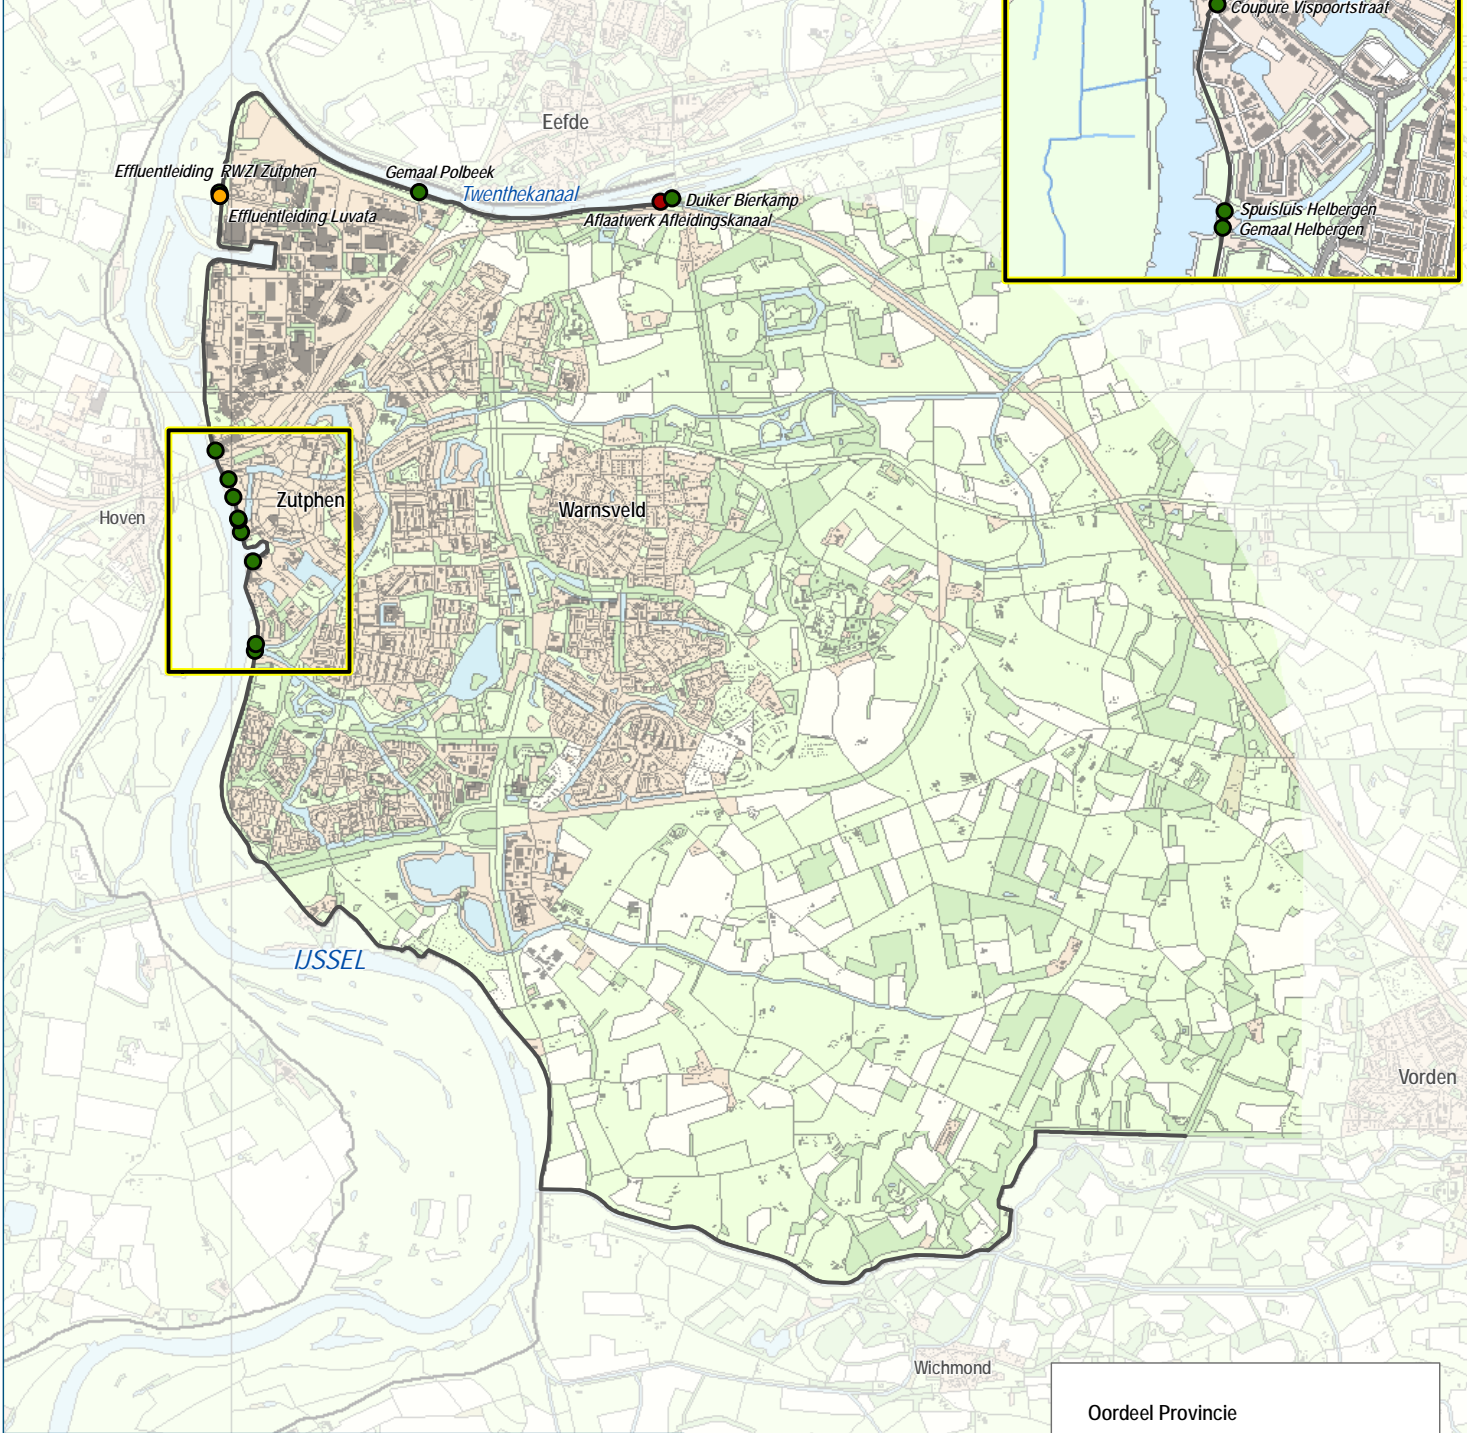 Coupure Vispoortstraat
Eefde
Effluentleiding RWZI Zutphen
Gemaal Polbeek
Twenthekanaal
Duiker Bierkamp
Effluentleiding Luvata
Aflaatwerk Afleidingskanaal
Spuisluis Helbergen
Gemaal Helbergen
Zutphen
Warnsveld
Hoven
IJSSEL
Vorden
Wichmond
Oordeel Provincie